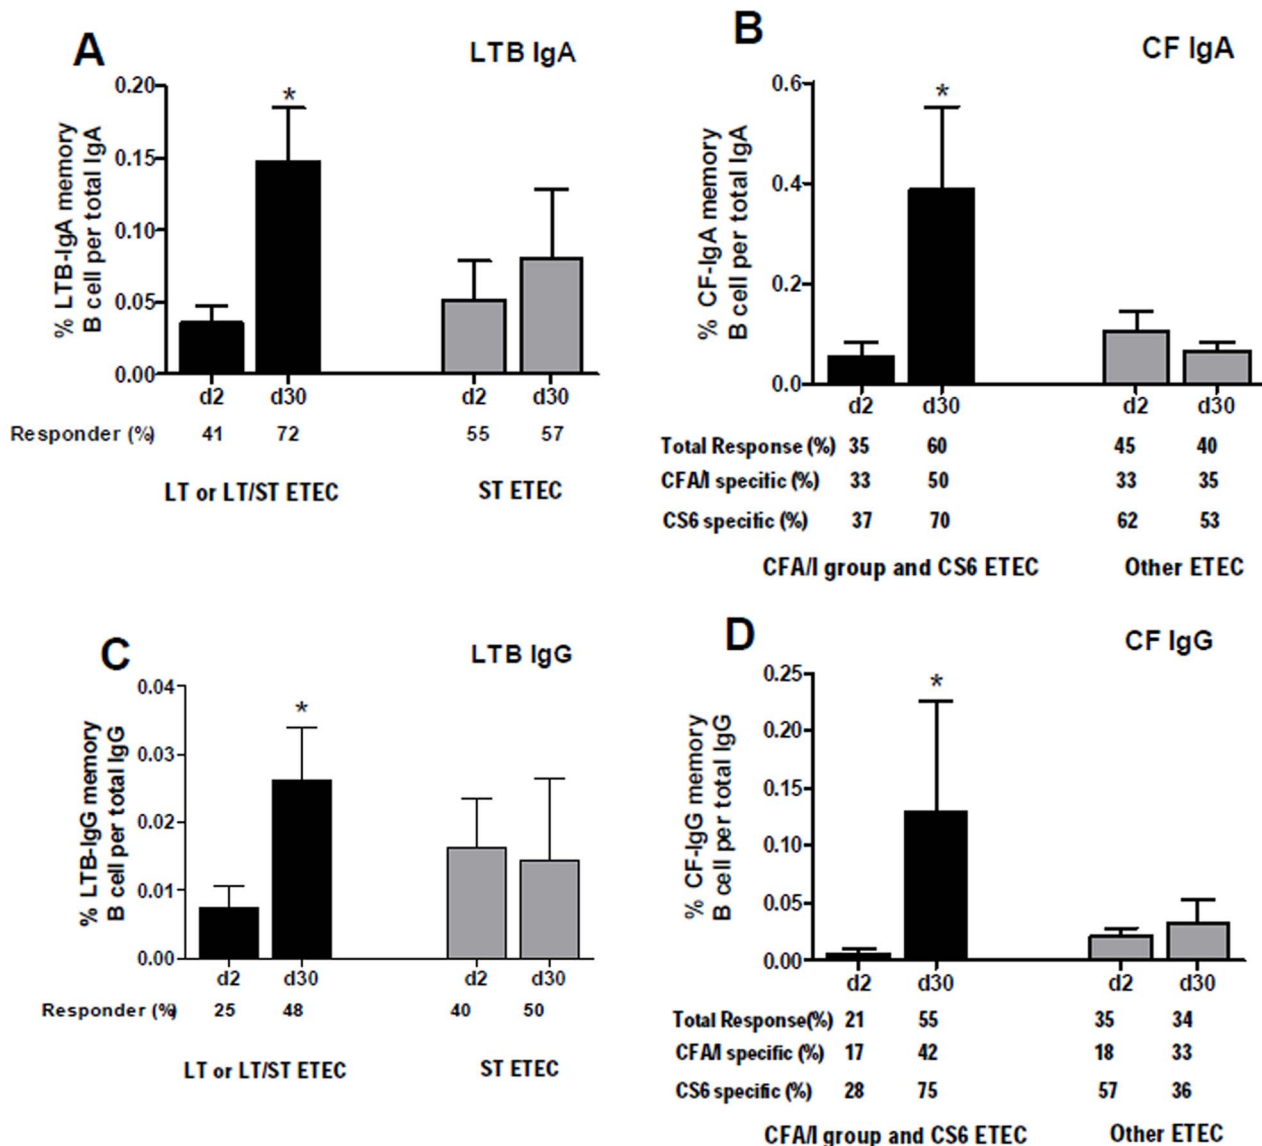 A
LTB IgA
% LTB-IgA memory
B cell per total IgA
0.20
*
0.15
0.10
0.05
0.00
d2 d30 d2 d30
Responder (%) 41 72 55 57
LT or LT/ST ETEC ST ETEC
B
CF IgA
% CF-IgA memory
B cell per total IgA
0.6
*
0.4
0.2
0.0
d2 d30 d2 d30
Total Response (%) 35 60 45 40
CFA/I specific (%) 33 50 33 35
CS6 specific (%) 37 70 62 53
CFA/I group and CS6 ETEC Other ETEC
C
LTB IgG
% LTB-IgG memory
B cell per total IgG
0.04
*
0.03
0.02
0.01
0.00
d2 d30 d2 d30
Responder (%) 25 48 40 50
LT or LT/ST ETEC ST ETEC
D
CF IgG
% CF-IgG memory
B cell per total IgG
0.25
*
0.20
0.15
0.10
0.05
0.00
d2 d30 d2 d30
Total Response(%) 21 55 35 34
CFA/I specific (%) 17 42 18 33
CS6 specific (%) 28 75 57 36
CFA/I group and CS6 ETEC Other ETEC